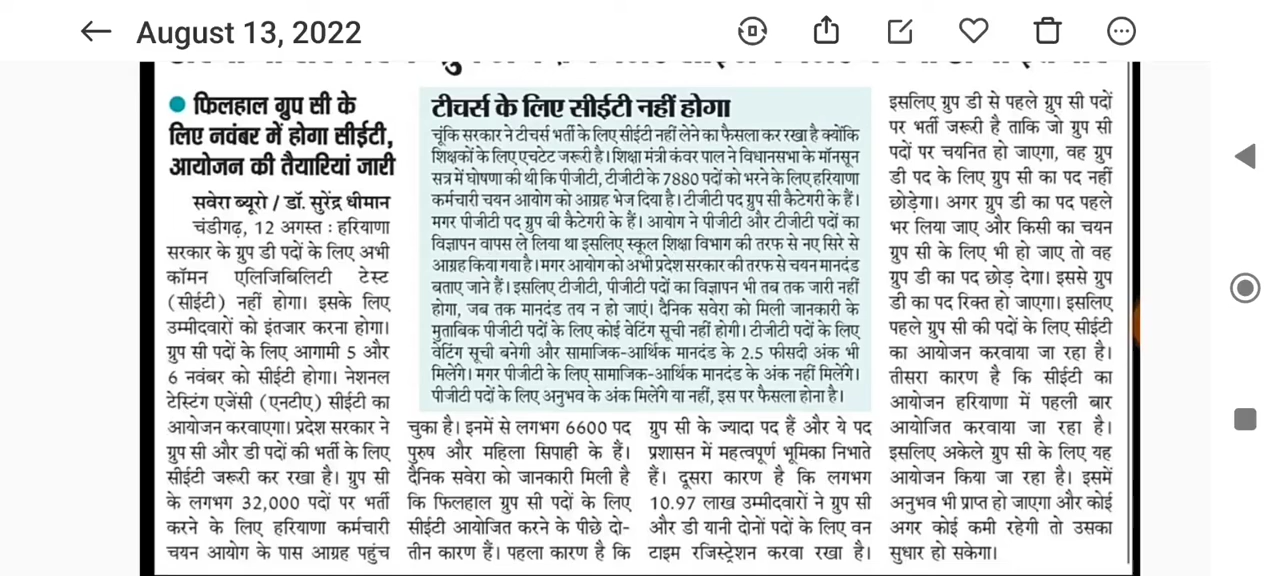 August 13, 2022
फिलहाल ग्रुप सी के
लिए नवंबर में होगा सीईटी,
आयोजन की तैयारियां जारी
सवेरा ब्यूरो / डॉ. सुरेंद्र धीमान
चंडीगढ़, 12 अगस्त : हरियाणा
सरकार के ग्रुप डी पदों के लिए अभी
कॉमन एलिजिबिलिटी टेस्ट
(सीईटी) नहीं होगा। इसके लिए
उम्मीदवारों को इंतजार करना होगा।
ग्रुप सी पदों के लिए आगामी 5 और
6 नवंबर को सीईटी होगा। नेशनल
टेस्टिंग एजेंसी (एनटीए) सीईटी का
आयोजन करवाएगा। प्रदेश सरकार ने
ग्रुप सी और डी पदों की भर्ती के लिए
सीईटी जरूरी कर रखा है। ग्रुप सी
के लगभग 32,000 पदों पर भर्ती
करने के लिए हरियाणा कर्मचारी
चयन आयोग के पास आग्रह पहुंच
टीचर्स के लिए सीईटी नहीं होगा
चूंकि सरकार ने टीचर्स भर्ती के लिए सीईटी नहीं लेने का फैसला कर रखा है क्योंकि
शिक्षकों के लिए एचटेट जरूरी है। शिक्षा मंत्री कंवर पाल ने विधानसभा के मॉनसून
सत्र में घोषणा की थी कि पीजीटी, टीजीटी के 7880 पदों को भरने के लिए हरियाणा
कर्मचारी चयन आयोग को आग्रह भेज दिया है। टीजीटी पद ग्रुप सी कैटेगरी के हैं।
मगर पीजीटी पद ग्रुप बी कैटेगरी के हैं। आयोग ने पीजीटी और टीजीटी पदों का
विज्ञापन वापस ले लिया था इसलिए स्कूल शिक्षा विभाग की तरफ से नए सिरे से
आग्रह किया गया है। मगर आयोग को अभी प्रदेश सरकार की तरफ से चयन मानदंड
बताए जाने हैं। इसलिए टीजीटी, पीजीटी पदों का विज्ञापन भी तब तक जारी नहीं
होगा, जब तक मानदंड तय न हो जाएं। दैनिक सवेरा को मिली जानकारी के
मुताबिक पीजीटी पदों के लिए कोई वेटिंग सूची नहीं होगी। टीजीटी पदों के लिए
वेटिंग सूची बनेगी और सामाजिक-आर्थिक मानदंड के 2.5 फीसदी अंक भी
मिलेंगे। मगर पीजीटी के लिए सामाजिक-आर्थिक मानदंड के अंक नहीं मिलेंगे।
पीजीटी पदों के लिए अनुभव के अंक मिलेंगे या नहीं, इस पर फैसला होना है।
चुका है। इनमें से लगभग 6600 पद
पुरुष और महिला सिपाही के हैं।
दैनिक सवेरा को जानकारी मिली है
कि फिलहाल ग्रुप सी पदों के लिए
सीईटी आयोजित करने के पीछे दो-
तीन कारण हैं। पहला कारण है कि
ग्रुप सी के ज्यादा पद हैं और ये पद
प्रशासन में महत्वपूर्ण भूमिका निभाते
हैं। दूसरा कारण है कि लगभग
10.97 लाख उम्मीदवारों ने ग्रुप सी
और डी यानी दोनों पदों के लिए वन
टाइम रजिस्ट्रेशन करवा रखा है।
इसलिए ग्रुप डी से पहले ग्रुप सी पदों
पर भर्ती जरूरी है ताकि जो ग्रुप सी
पदों पर चयनित हो जाएगा, वह ग्रुप
डी पद के लिए ग्रुप सी का पद नहीं
छोड़ेगा। अगर ग्रुप डी का पद पहले
भर लिया जाए और किसी का चयन
ग्रुप सी के लिए भी हो जाए तो वह
ग्रुप डी का पद छोड़ देगा। इससे ग्रुप
डी का पद रिक्त हो जाएगा। इसलिए
पहले ग्रुप सी की पदों के लिए सीईटी
का आयोजन करवाया जा रहा है।
तीसरा कारण है कि सीईटी का
आयोजन हरियाणा में पहली बार
आयोजित करवाया जा रहा है।
इसलिए अकेले ग्रुप सी के लिए यह
आयोजन किया जा रहा है। इसमें
अनुभव भी प्राप्त हो जाएगा और कोई
अगर कोई कमी रहेगी तो उसका
सुधार हो सकेगा।